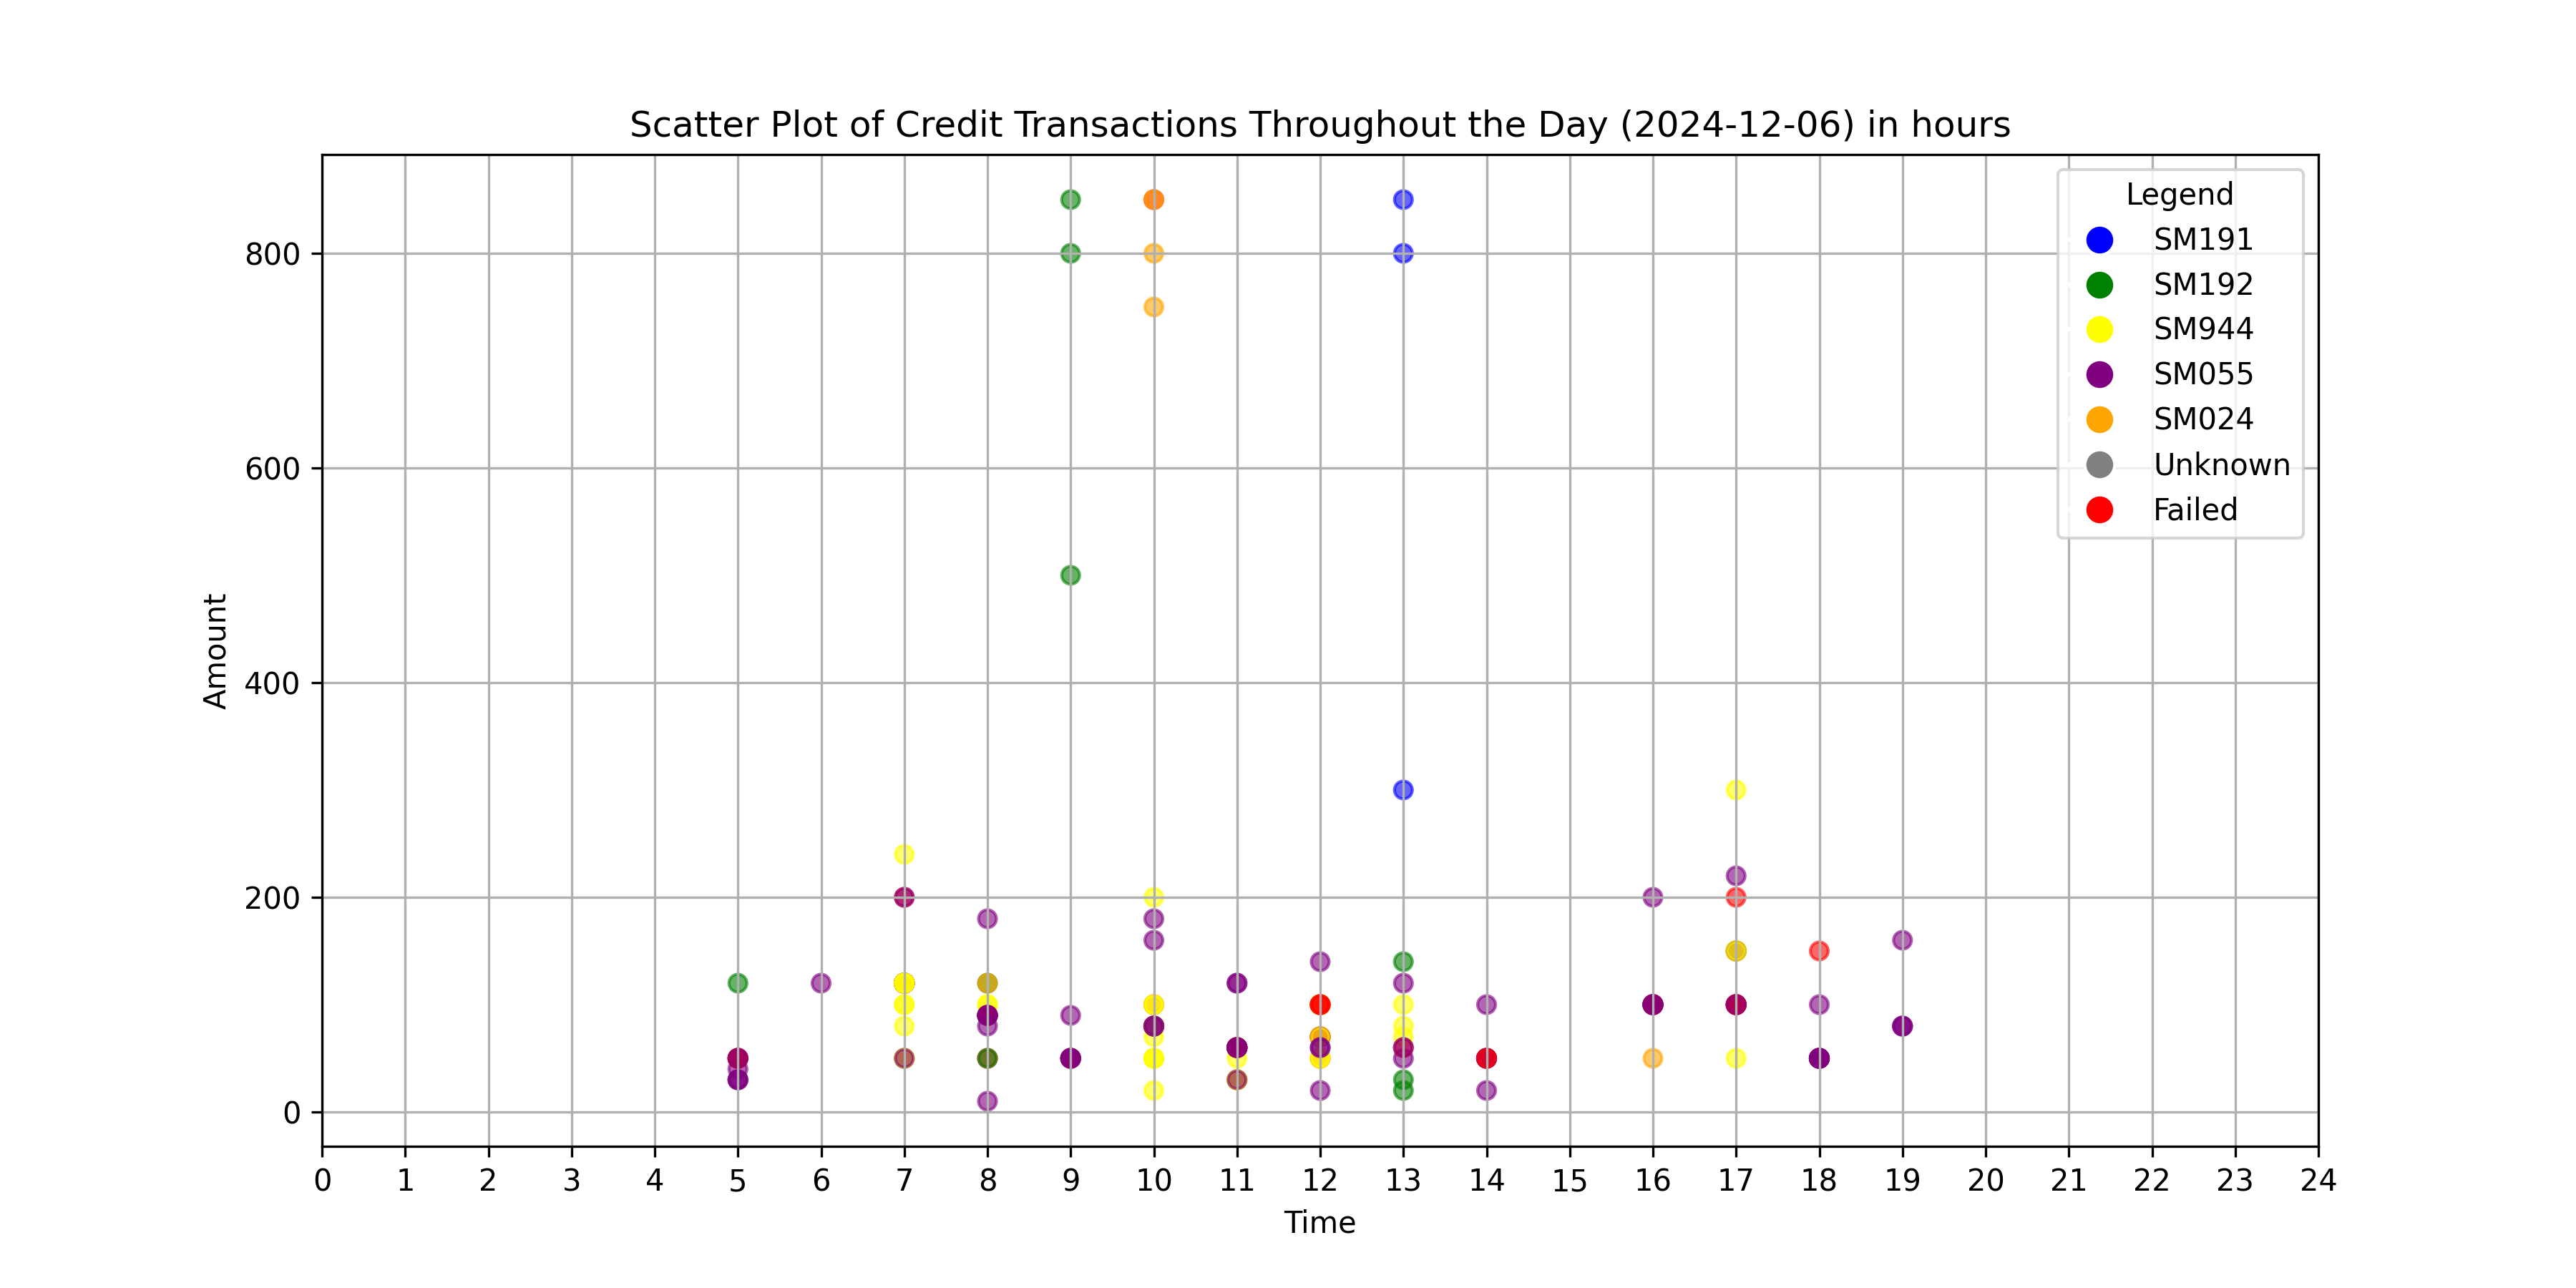 Scatter Plot of Credit Transactions Throughout the Day (2024-12-06) in hours
Legend
SM191
SM192
SM944
SM055
SM024
Unknown
Failed
Amount
800
600
400
200
0
0 1 2 3 4 5 6 7 8 9 10 11 12 13 14 15 16 17 18 19 20 21 22 23 24
Time